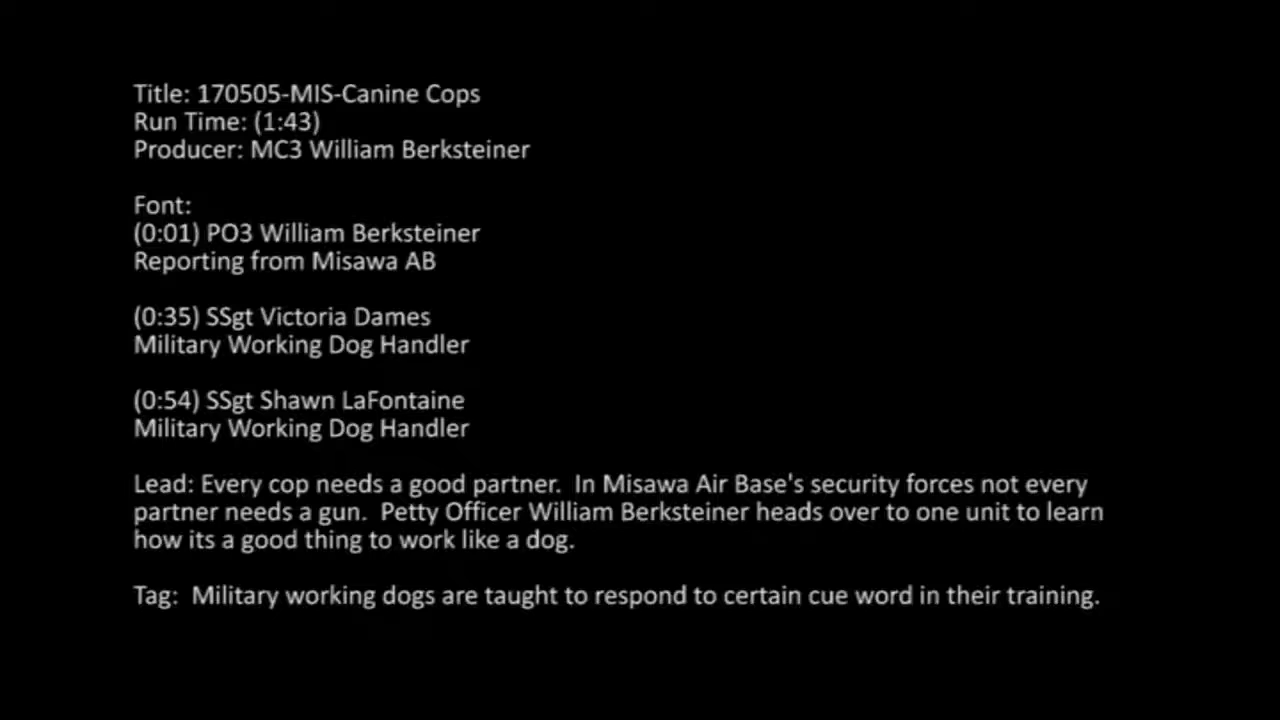 Title: 170505-MIS-Canine Cops
Run Time: (1:43)
Producer: MC3 William Berksteiner
Font:
(0:01) PO3 William Berksteiner
Reporting from Misawa AB
(0:35) SSgt Victoria Dames
Military Working Dog Handler
(0:54) SSgt Shawn LaFontaine
Military Working Dog Handler
Lead: Every cop needs a good partner.  In Misawa Air Base's security forces not every
partner needs a gun.  Petty Officer William Berksteiner heads over to one unit to learn
how its a good thing to work like a dog.
Tag:  Military working dogs are taught to respond to certain cue word in their training.